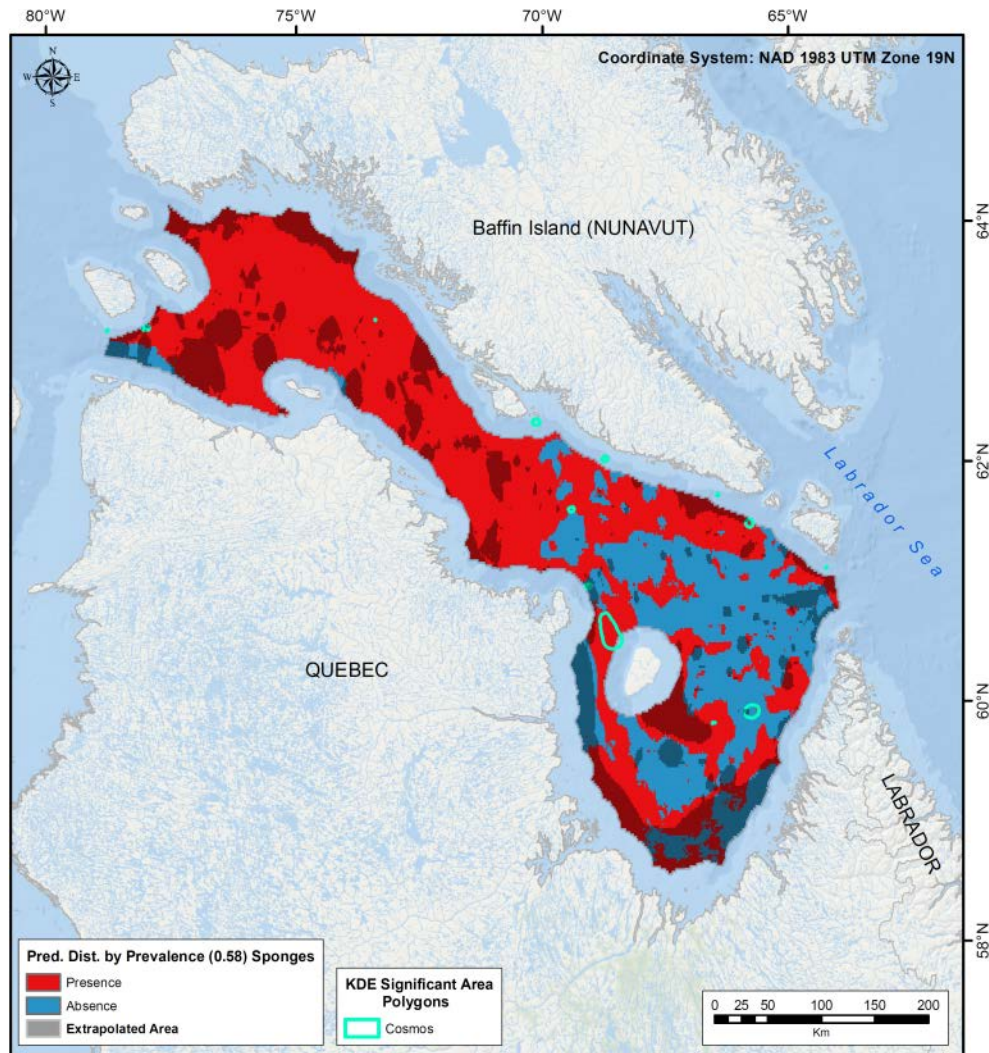 80°W 75°W 70°W 65°W
N
W E
S
Coordinate System: NAD 1983 UTM Zone 19N
64°N
Baffin Island (NUNAVUT)
62°N
Labrador Sea
QUEBEC
60°N
LABRADOR
58°N
Pred. Dist. by Prevalence (0.58) Sponges
Presence
Absence
Extrapolated Area
KDE Significant Area
Polygons
Cosmos
0 25 50 100 150 200
Km